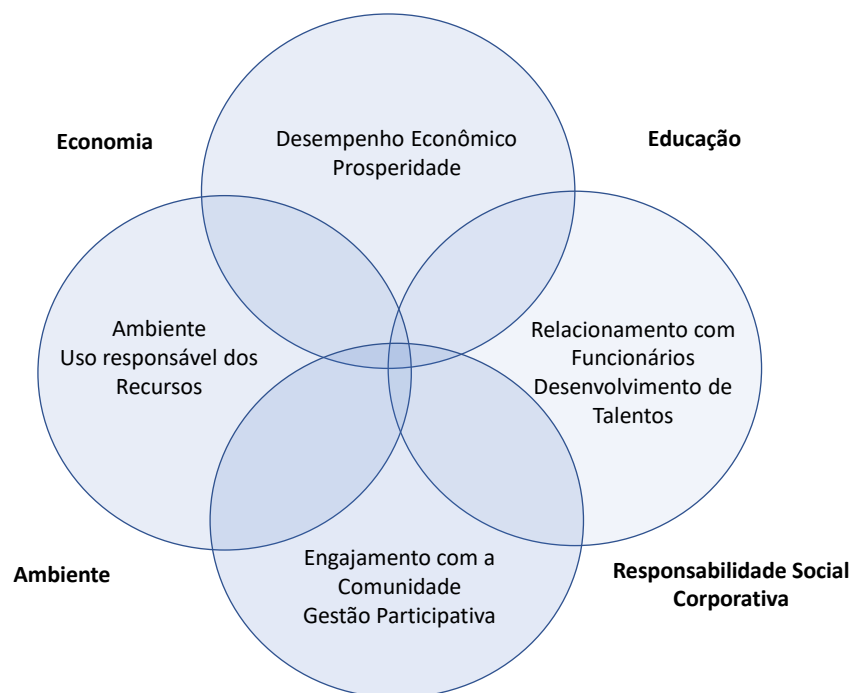 Economia
Desempenho Econômico
Prosperidade
Educação
Ambiente
Uso responsável dos
Recursos
Relacionamento com
Funcionários
Desenvolvimento de
Talentos
Ambiente
Engajamento com a
Comunidade
Gestão Participativa
Responsabilidade Social
Corporativa